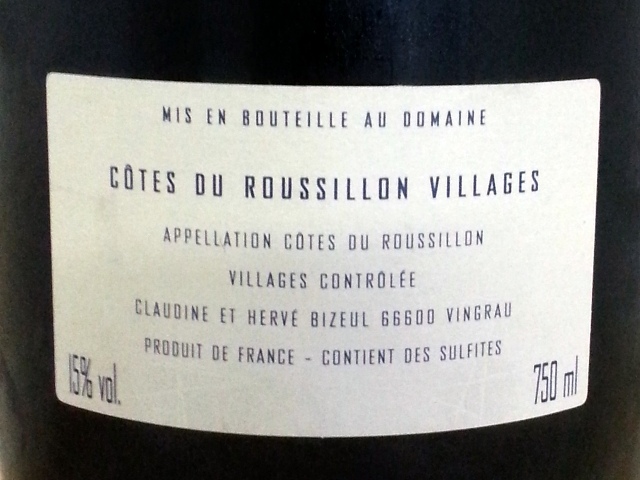 MIS EN BOUTEILLE AU DOMAINE
CÔTES DU ROUSSILLON VILLAGES
APPELLATION CÔTES DU ROUSSILLON
VILLAGES CONTRÔLÉE
CLAUDINE ET HERVÉ BIZEUL 66600 VINGRAU
PRODUIT DE FRANCE - CONTIENT DES SULFITES
15% vol.
750 ml